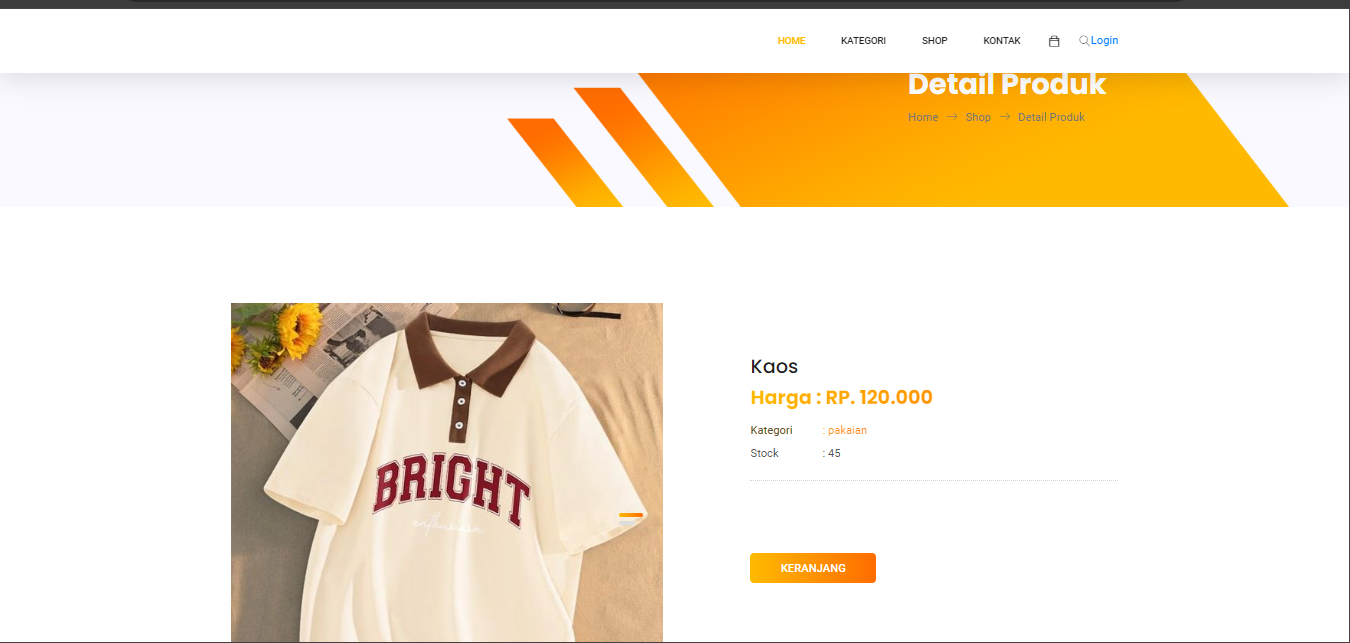 HOME KATEGORI SHOP KONTAK Login
Detail Produk
Home → Shop → Detail Produk
BRIGHT
enthusiasm
Kaos
Harga : RP. 120.000
Kategori : pakaian
Stock : 45
KERANJANG